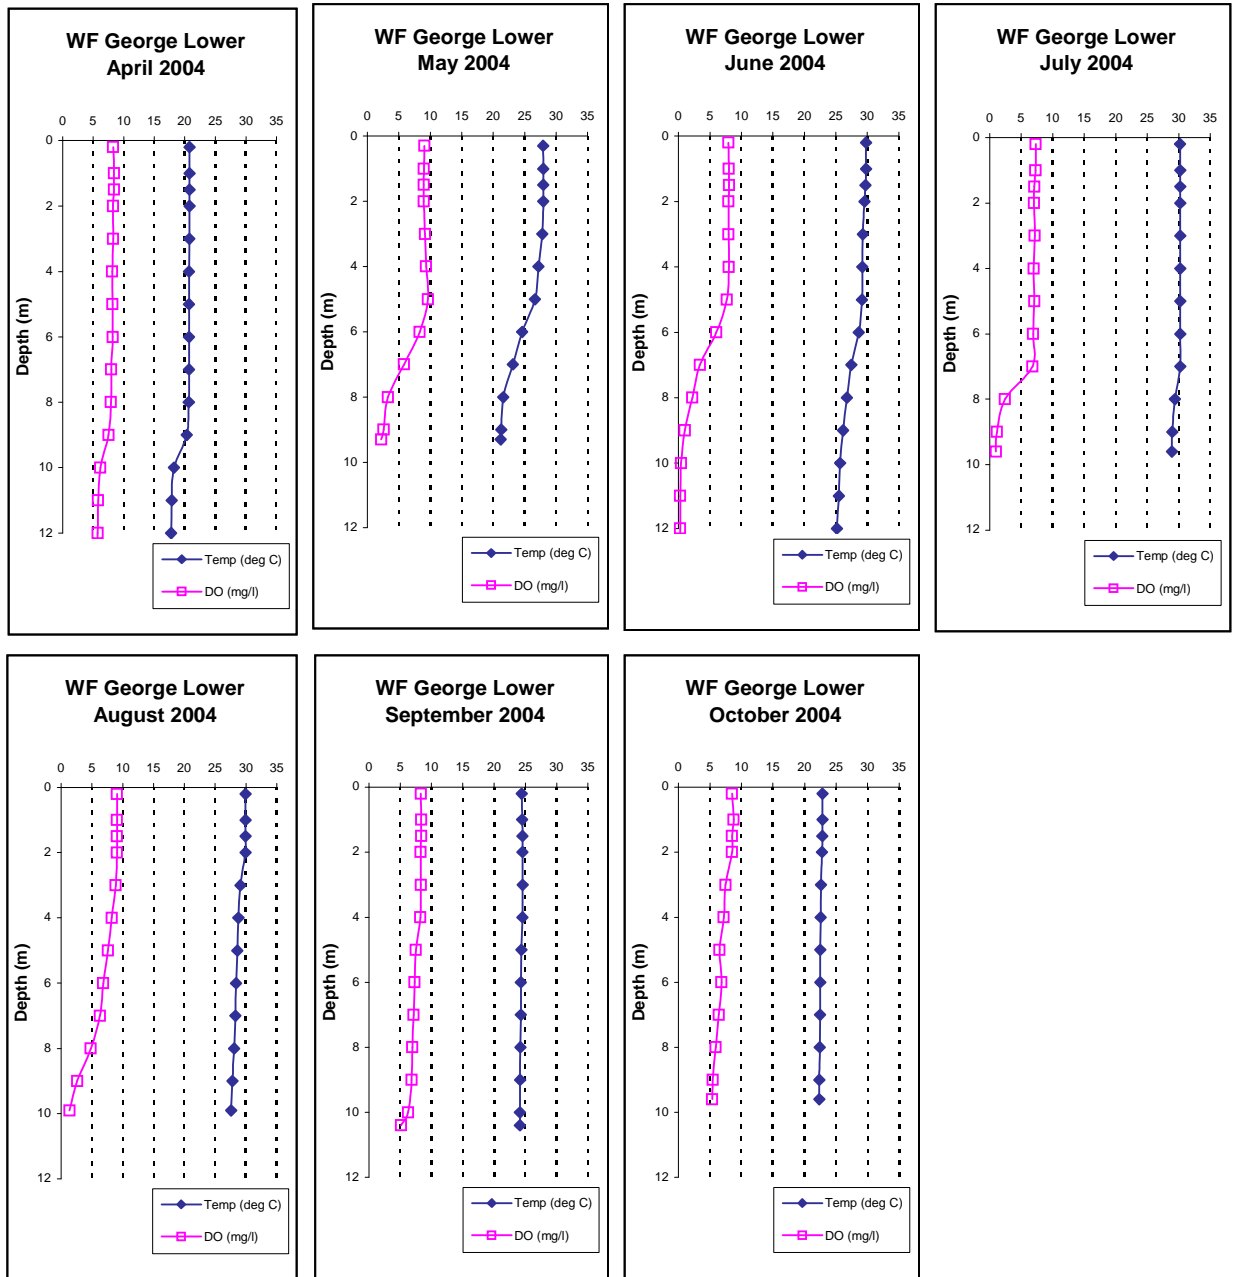 WF George Lower
April 2004
0 5 10 15 20 25 30 35
0
2
4
6
8
10
12
Depth (m)
Temp (deg C)
DO (mg/l)
WF George Lower
May 2004
0 5 10 15 20 25 30 35
0
2
4
6
8
10
12
Depth (m)
Temp (deg C)
DO (mg/l)
WF George Lower
June 2004
0 5 10 15 20 25 30 35
0
2
4
6
8
10
12
Depth (m)
Temp (deg C)
DO (mg/l)
WF George Lower
July 2004
0 5 10 15 20 25 30 35
0
2
4
6
8
10
12
Depth (m)
Temp (deg C)
DO (mg/l)
WF George Lower
August 2004
0 5 10 15 20 25 30 35
0
2
4
6
8
10
12
Depth (m)
Temp (deg C)
DO (mg/l)
WF George Lower
September 2004
0 5 10 15 20 25 30 35
0
2
4
6
8
10
12
Depth (m)
Temp (deg C)
DO (mg/l)
WF George Lower
October 2004
0 5 10 15 20 25 30 35
0
2
4
6
8
10
12
Depth (m)
Temp (deg C)
DO (mg/l)